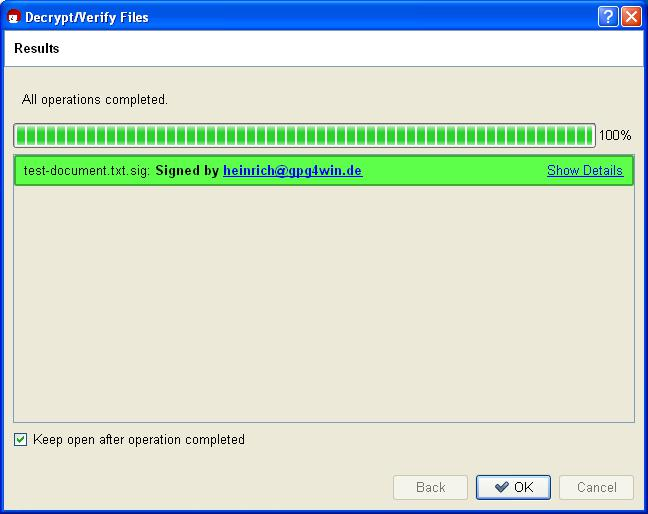 Decrypt/Verify Files
Results
All operations completed.
100%
test-document.txt.sig: Signed by heinrich@gpg4win.de Show Details
Keep open after operation completed
Back OK Cancel